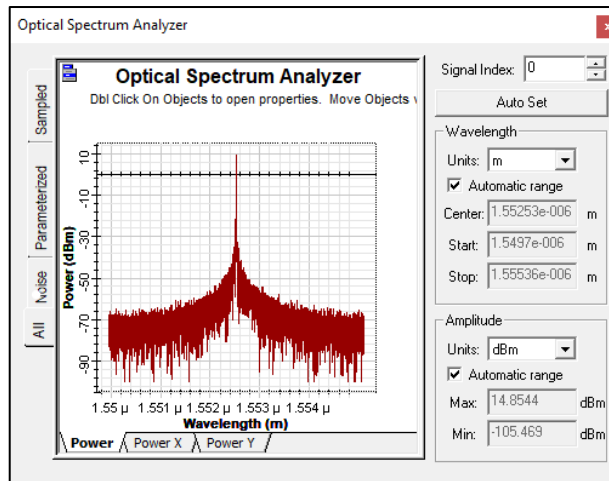 Optical Spectrum Analyzer
x
Optical Spectrum Analyzer
Dbl Click On Objects to open properties. Move Objects
Sampled
Parameterized
Noise
All
Power (dBm)
10
-10
-30
-50
-70
-90
1.55 µ 1.551 µ 1.552 µ 1.553 µ 1.554 µ
Wavelength (m)
Power Power X Power Y
Signal Index: 0
Auto Set
Wavelength
Units: m
Automatic range
Center: 1.55253e-006 m
Start: 1.5497e-006 m
Stop: 1.55536e-006 m
Amplitude
Units: dBm
Automatic range
Max: 14.8544 dBm
Min: -105.469 dBm